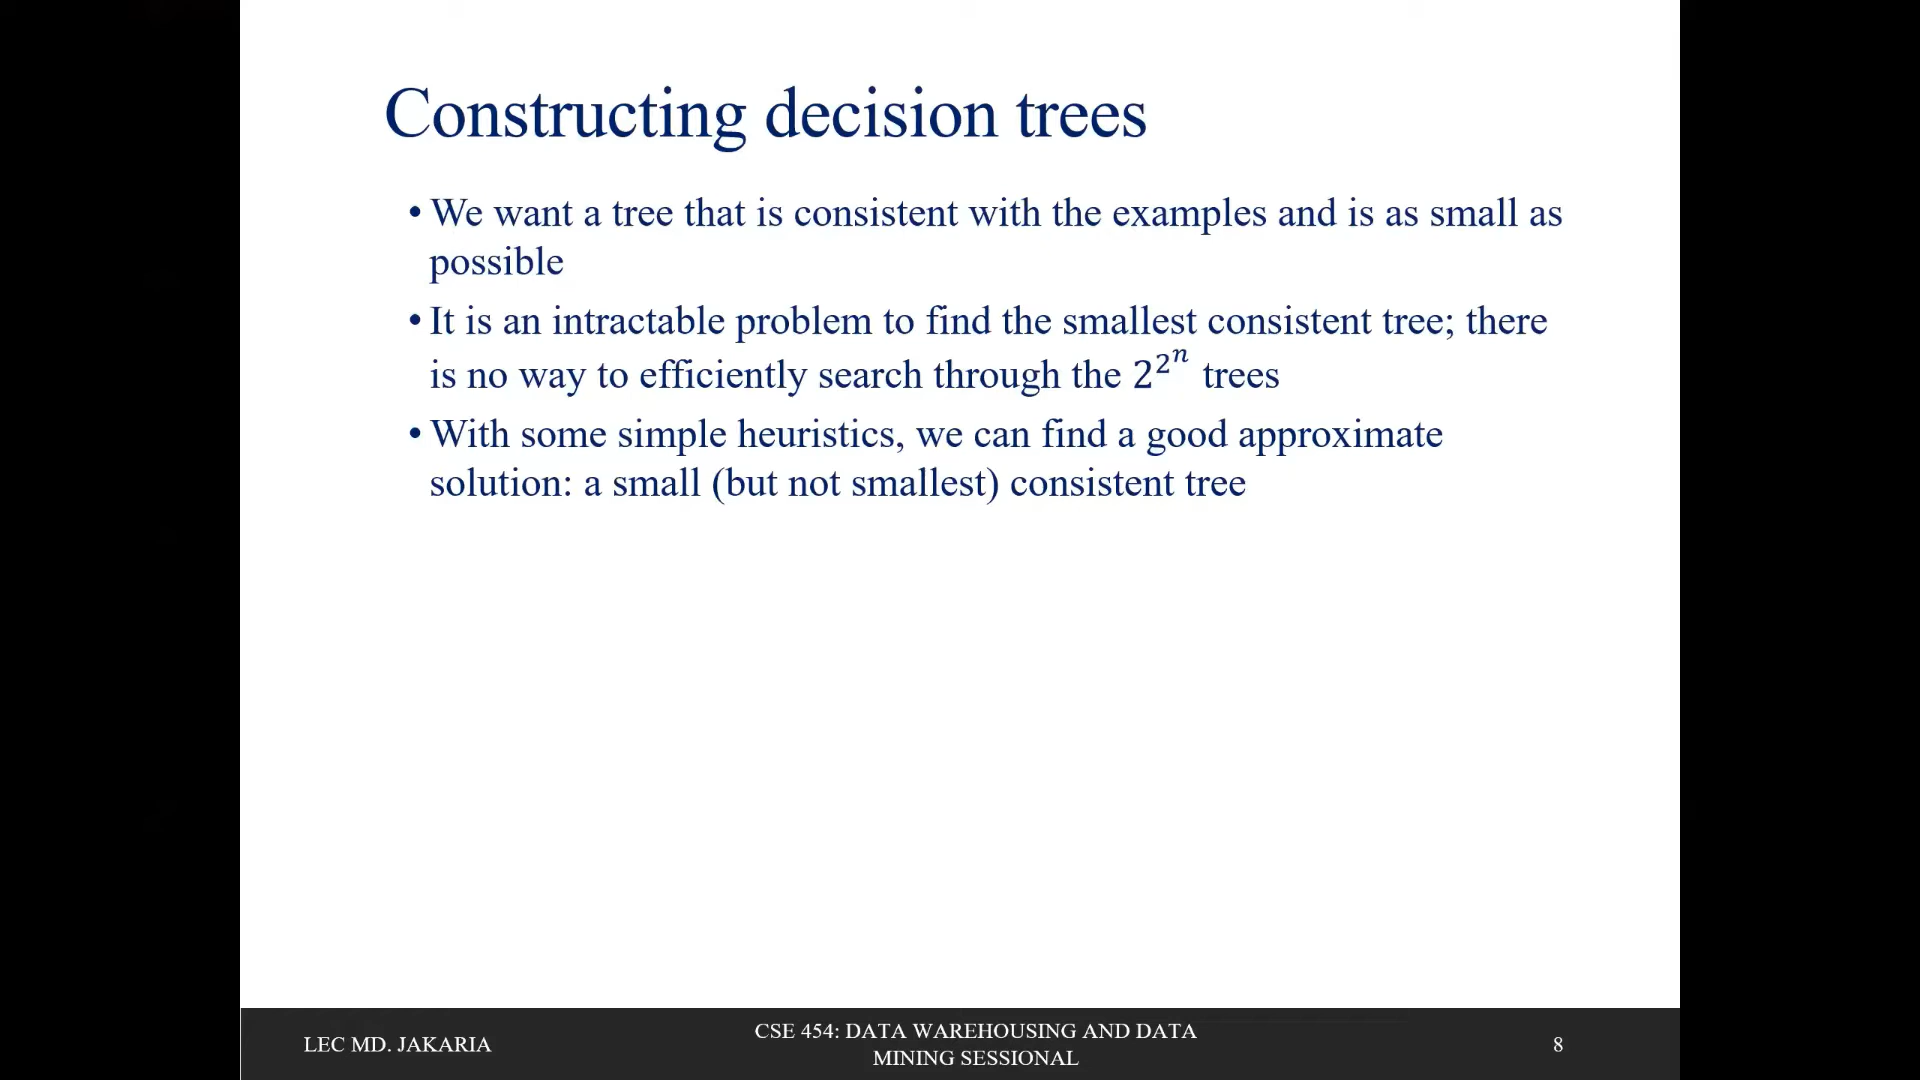 Constructing decision trees
• We want a tree that is consistent with the examples and is as small as
possible
• It is an intractable problem to find the smallest consistent tree; there
is no way to efficiently search through the 2^{2^n} trees
• With some simple heuristics, we can find a good approximate
solution: a small (but not smallest) consistent tree
LEC MD. JAKARIA
CSE 454: DATA WAREHOUSING AND DATA
MINING SESSIONAL
8